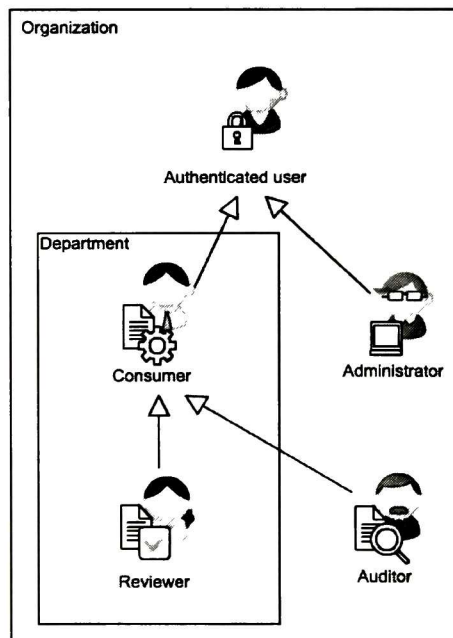 Organization
Authenticated user
Department
Consumer
Administrator
Reviewer
Auditor